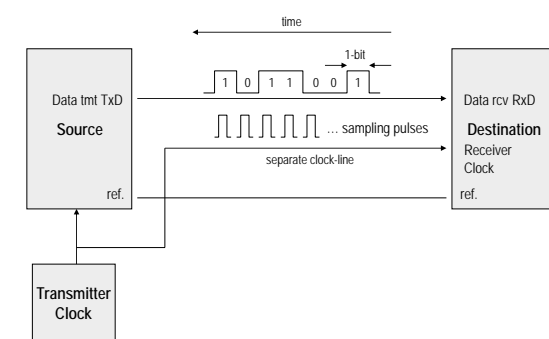 time
1-bit
1 0 1 1 0 0 1
Data tmt TxD
Data rcv RxD
Source
... sampling pulses
Destination
separate clock-line
Receiver
Clock
ref.
ref.
Transmitter
Clock